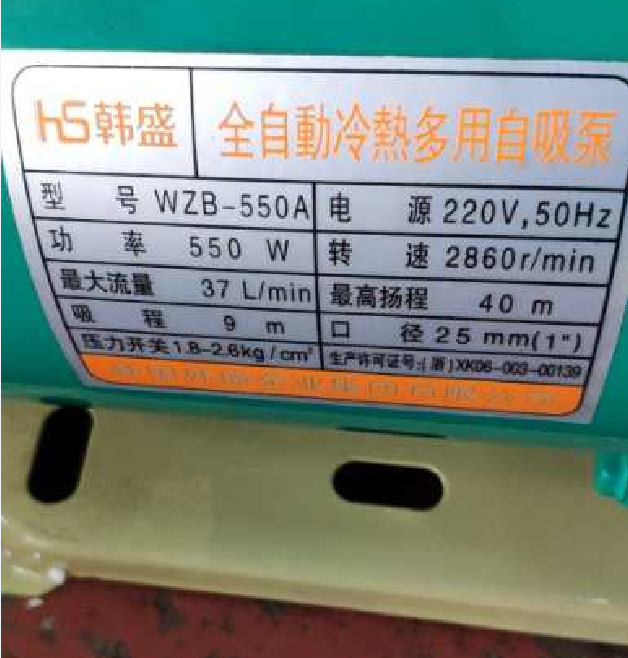 hS韩盛 全自動冷熱多用自吸泵
型号 WZB-550A 电源 220V,50Hz
功率 550 W 转速 2860r/min
最大流量 37 L/min 最高扬程 40 m
吸程 9 m 口径 25 mm(1")
压力开关1.8-2.6kg/cm² 生产许可证号:(浙)XK06-003-00139